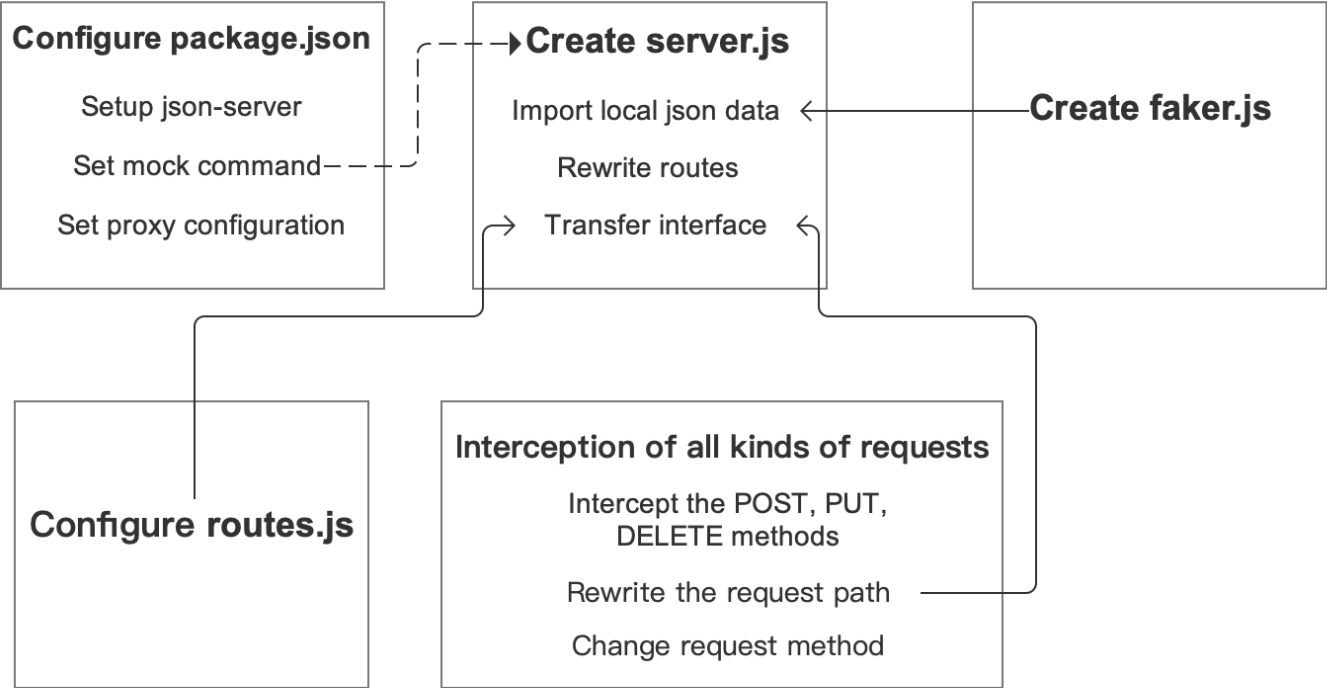 Configure package.json
Setup json-server
Set mock command
Set proxy configuration
Create server.js
Import local json data
Rewrite routes
Transfer interface
Create faker.js
Configure routes.js
Interception of all kinds of requests
Intercept the POST, PUT,
DELETE methods
Rewrite the request path
Change request method